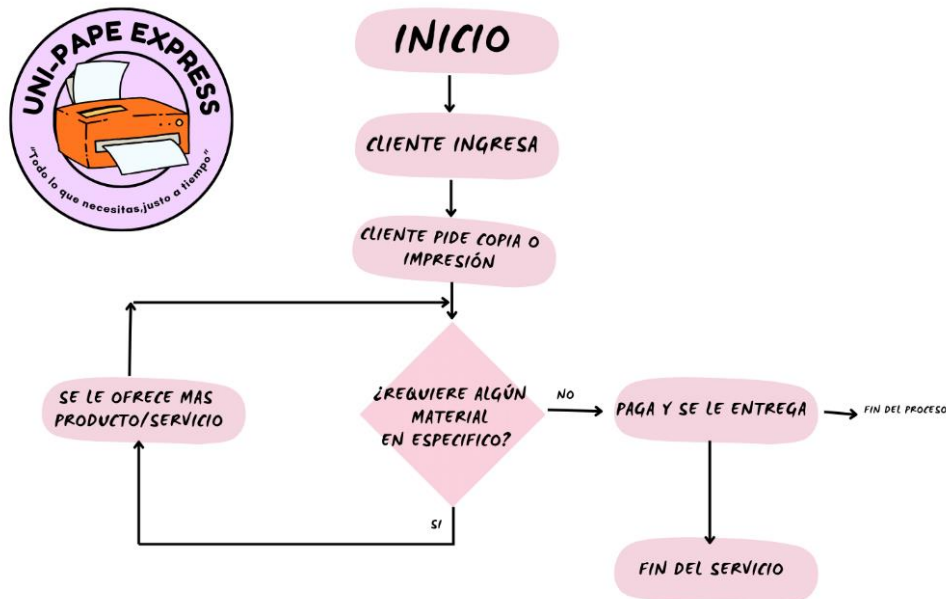 UNI-PAPE EXPRESS
"Todo lo que necesitas,justo a tiempo"
INICIO
CLIENTE INGRESA
CLIENTE PIDE COPIA O
IMPRESIÓN
SE LE OFRECE MAS
PRODUCTO/SERVICIO
¿REQUIERE ALGÚN
MATERIAL
EN ESPECIFICO?
NO
PAGA Y SE LE ENTREGA
FIN DEL PROCESO
SI
FIN DEL SERVICIO